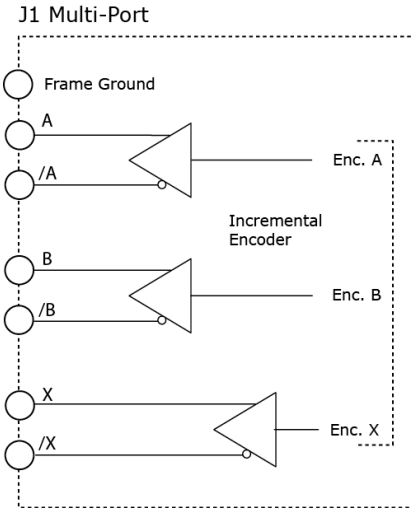 J1 Multi-Port
Frame Ground
A
/A
Enc. A
Incremental
Encoder
B
/B
Enc. B
X
/X
Enc. X